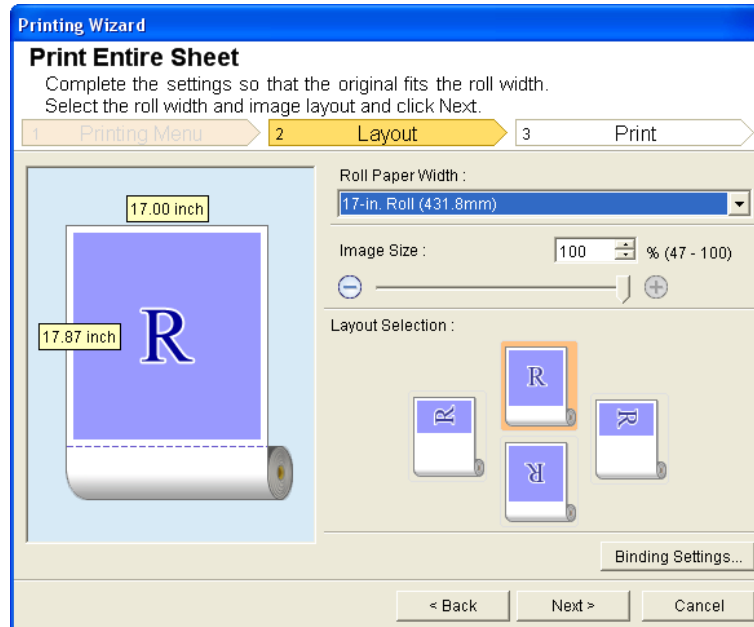 Printing Wizard
Print Entire Sheet
Complete the settings so that the original fits the roll width.
Select the roll width and image layout and click Next.
1 Printing Menu 2 Layout 3 Print
Roll Paper Width :
17-in. Roll (431.8mm)
17.00 inch
Image Size : 100 % (47 - 100)
R
17.87 inch
Layout Selection :
R
R
R
R
Binding Settings...
< Back Next > Cancel